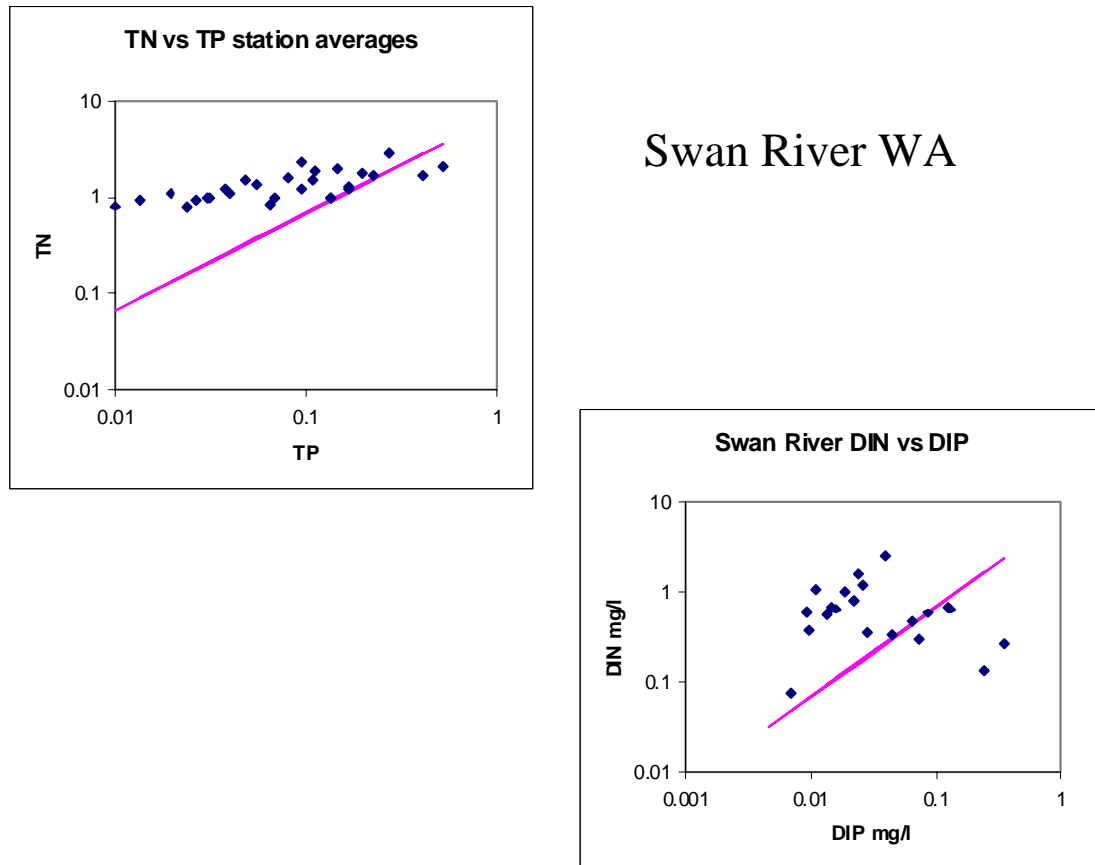 TN vs TP station averages
10
1
0.1
0.01
TN
0.01 0.1 1
TP
Swan River WA
Swan River DIN vs DIP
10
1
0.1
0.01
DIN mg/l
0.001 0.01 0.1 1
DIP mg/l